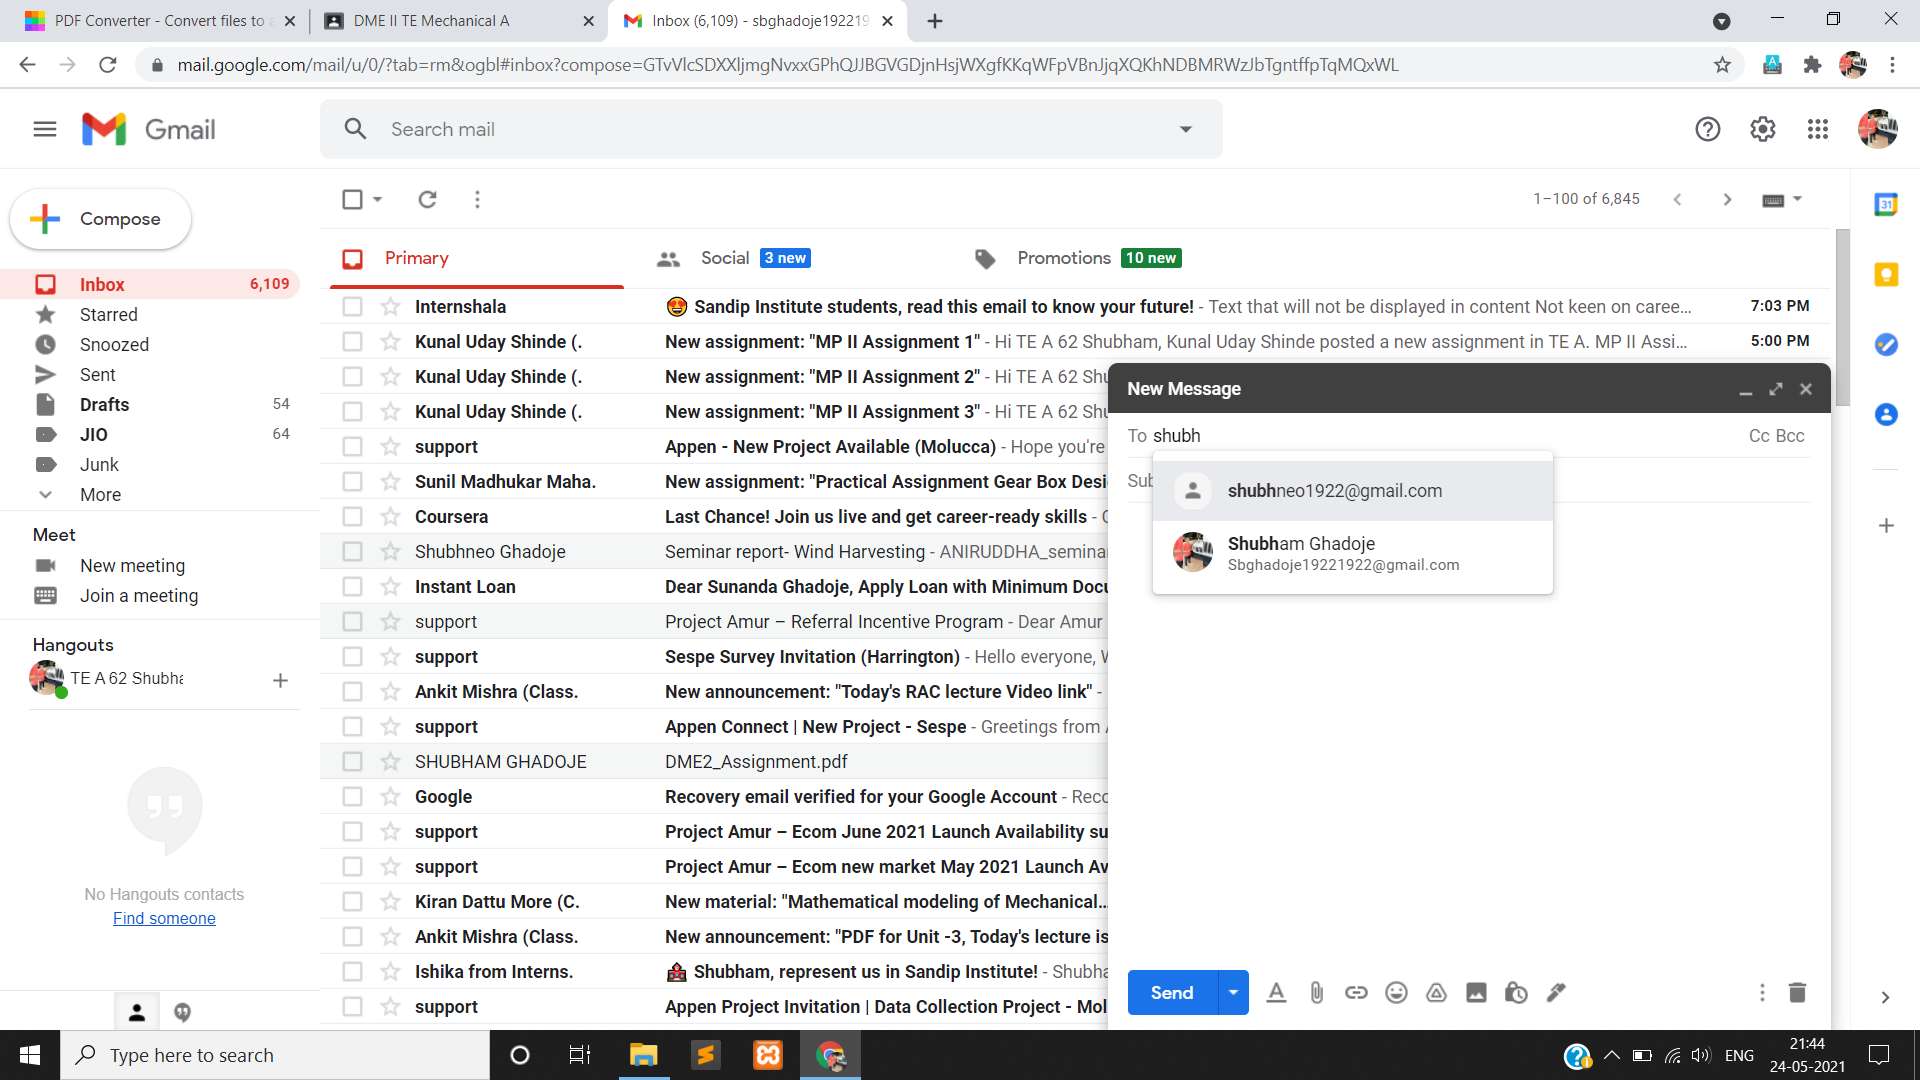 PDF Converter - Convert files to a
DME II TE Mechanical A
Inbox (6,109) - sbghadoje192219
mail.google.com/mail/u/0/?tab=rm&ogbl#inbox?compose=GTvVlcSDXXljmgNvxxGPhQJJBGVGDjnHsjWXgfKKqWFpVBnJjqXQKhNDBMRWzJbTgntffpTqMQxWL
Gmail
Search mail
Compose
1–100 of 6,845
Inbox 6,109
Starred
Snoozed
Sent
Drafts 54
JIO 64
Junk
More
Meet
New meeting
Join a meeting
Hangouts
TE A 62 Shubha
No Hangouts contacts
Find someone
Primary
Social 3 new
Promotions 10 new
Internshala 😍 Sandip Institute students, read this email to know your future! - Text that will not be displayed in content Not keen on caree... 7:03 PM
Kunal Uday Shinde (. New assignment: "MP II Assignment 1" - Hi TE A 62 Shubham, Kunal Uday Shinde posted a new assignment in TE A. MP II Assi... 5:00 PM
Kunal Uday Shinde (. New assignment: "MP II Assignment 2" - Hi TE A 62 Shu
Kunal Uday Shinde (. New assignment: "MP II Assignment 3" - Hi TE A 62 Shu
support Appen - New Project Available (Molucca) - Hope you're
Sunil Madhukar Maha. New assignment: "Practical Assignment Gear Box Desi
Coursera Last Chance! Join us live and get career-ready skills - C
Shubhneo Ghadoje Seminar report- Wind Harvesting - ANIRUDDHA_semina
Instant Loan Dear Sunanda Ghadoje, Apply Loan with Minimum Docu
support Project Amur – Referral Incentive Program - Dear Amur
support Sespe Survey Invitation (Harrington) - Hello everyone, W
Ankit Mishra (Class. New announcement: "Today's RAC lecture Video link" -
support Appen Connect | New Project - Sespe - Greetings from A
SHUBHAM GHADOJE DME2_Assignment.pdf
Google Recovery email verified for your Google Account - Reco
support Project Amur – Ecom June 2021 Launch Availability su
support Project Amur – Ecom new market May 2021 Launch Av
Kiran Dattu More (C. New material: "Mathematical modeling of Mechanical...
Ankit Mishra (Class. New announcement: "PDF for Unit -3, Today's lecture is
Ishika from Interns. Shubham, represent us in Sandip Institute! - Shubha
support Appen Project Invitation | Data Collection Project - Mol
New Message
To shubh Cc Bcc
Sub
shubhneo1922@gmail.com
Shubham Ghadoje
Sbghadoje19221922@gmail.com
Send
Type here to search
ENG
21:44
24-05-2021